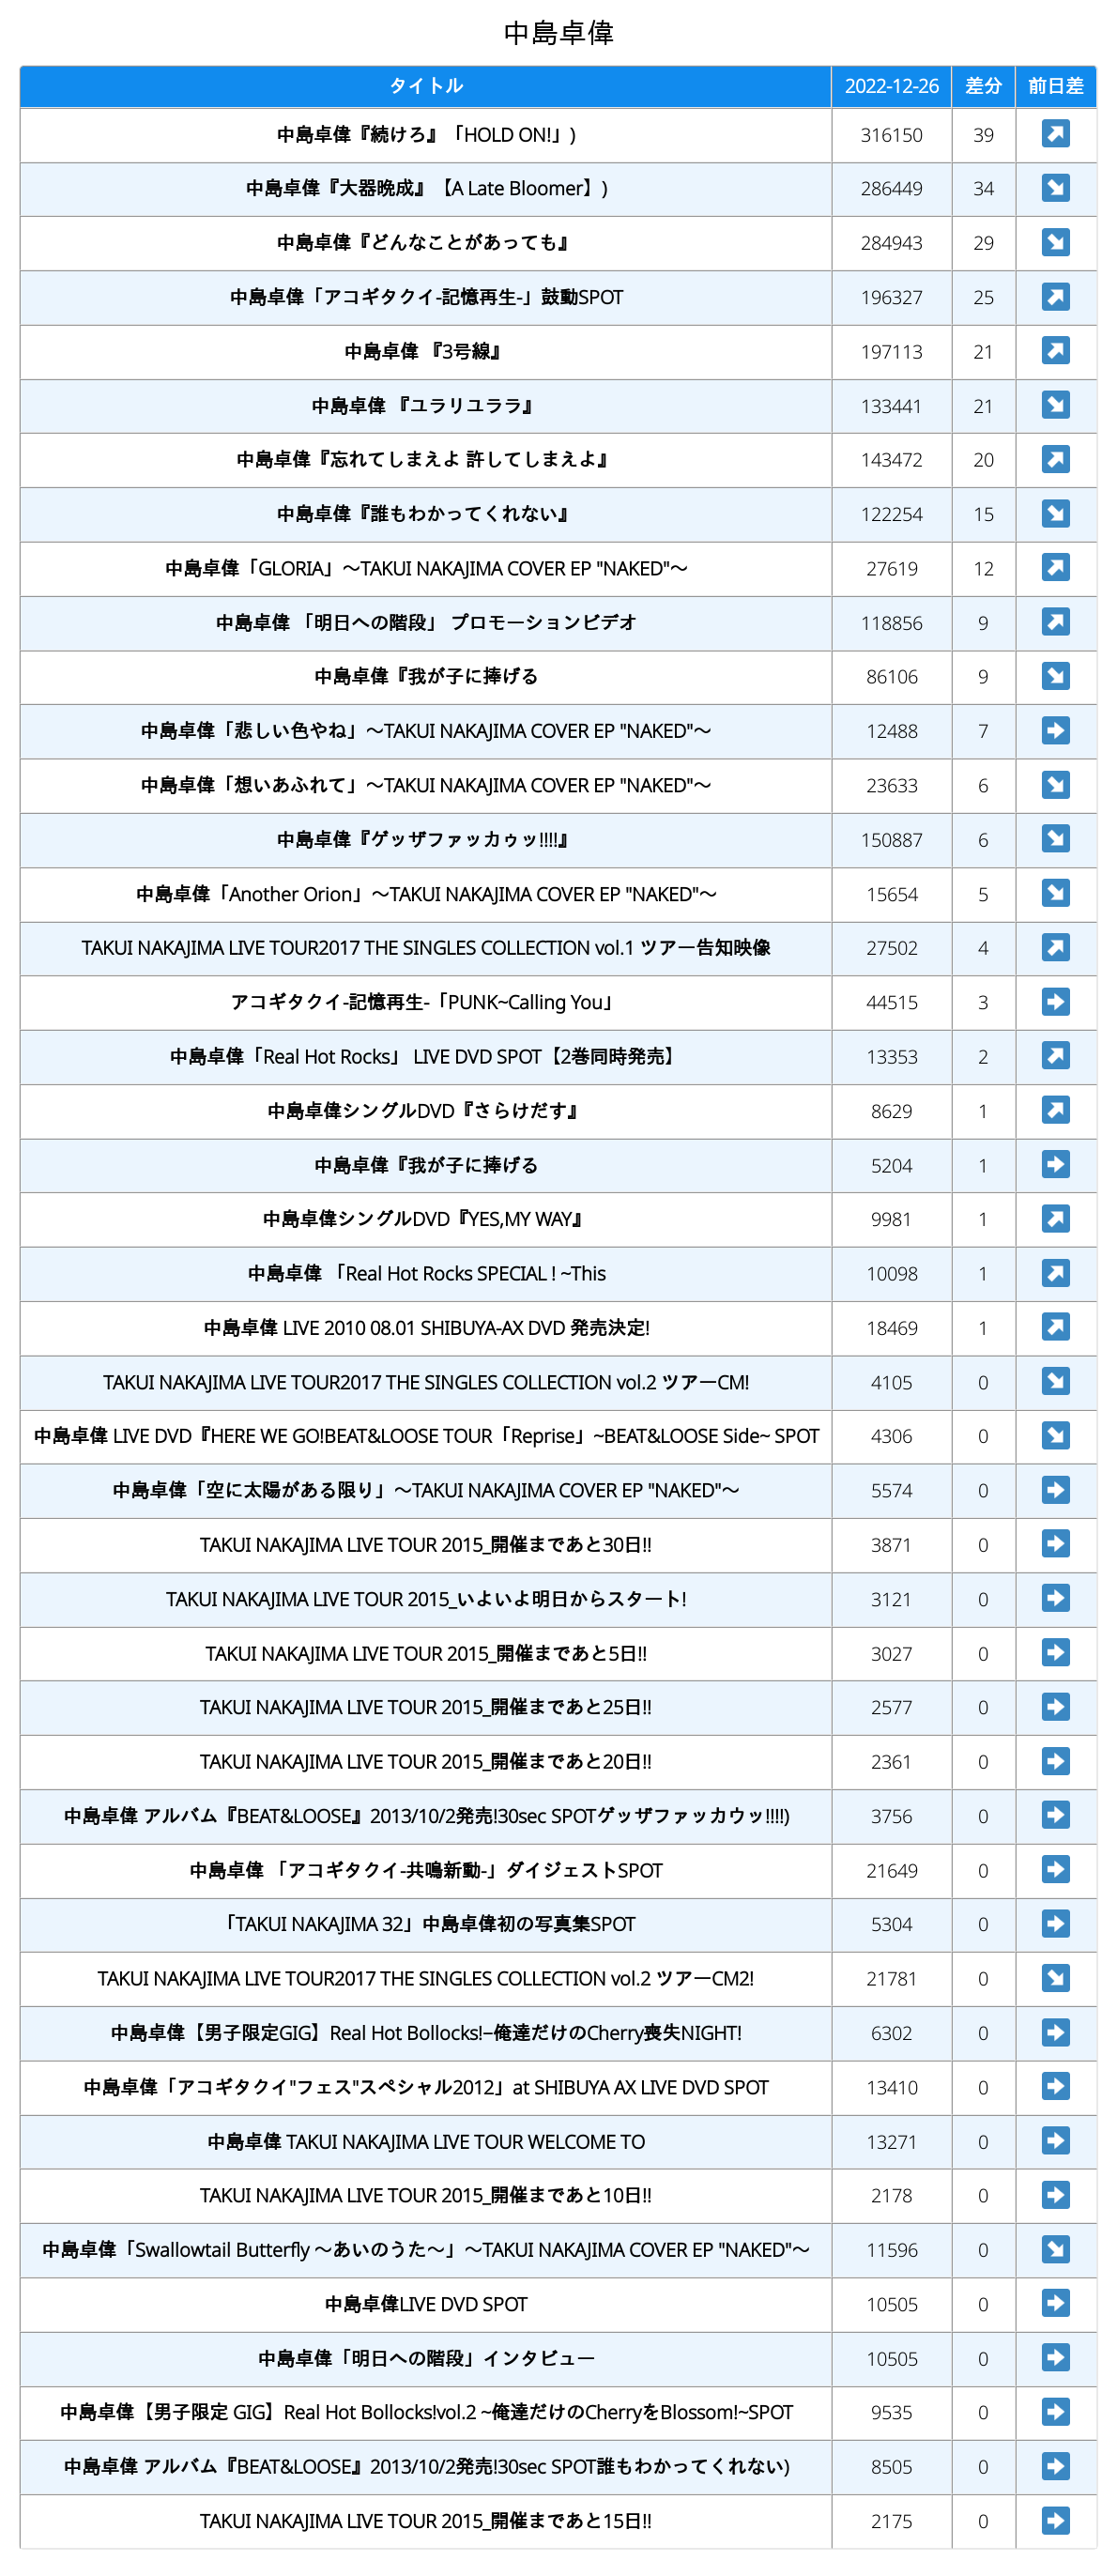 中島卓偉
タイトル 2022-12-26 差分 前日差
中島卓偉『続けろ』「HOLD ON!」) 316150 39 ↗
中島卓偉『大器晩成』【A Late Bloomer】) 286449 34 ↘
中島卓偉『どんなことがあっても』 284943 29 ↘
中島卓偉「アコギタクイ-記憶再生-」鼓動SPOT 196327 25 ↗
中島卓偉 『3号線』 197113 21 ↗
中島卓偉 『ユラリユララ』 133441 21 ↘
中島卓偉『忘れてしまえよ 許してしまえよ』 143472 20 ↗
中島卓偉『誰もわかってくれない』 122254 15 ↘
中島卓偉「GLORIA」〜TAKUI NAKAJIMA COVER EP "NAKED"〜 27619 12 ↗
中島卓偉 「明日への階段」 プロモーションビデオ 118856 9 ↗
中島卓偉『我が子に捧げる 86106 9 ↘
中島卓偉「悲しい色やね」〜TAKUI NAKAJIMA COVER EP "NAKED"〜 12488 7 ➡
中島卓偉「想いあふれて」〜TAKUI NAKAJIMA COVER EP "NAKED"〜 23633 6 ↘
中島卓偉『ゲッザファッカゥッ!!!!』 150887 6 ↘
中島卓偉「Another Orion」〜TAKUI NAKAJIMA COVER EP "NAKED"〜 15654 5 ↘
TAKUI NAKAJIMA LIVE TOUR2017 THE SINGLES COLLECTION vol.1 ツアー告知映像 27502 4 ↗
アコギタクイ-記憶再生-「PUNK~Calling You」 44515 3 ➡
中島卓偉「Real Hot Rocks」 LIVE DVD SPOT【2巻同時発売】 13353 2 ↗
中島卓偉シングルDVD『さらけだす』 8629 1 ↗
中島卓偉『我が子に捧げる 5204 1 ➡
中島卓偉シングルDVD『YES,MY WAY』 9981 1 ↗
中島卓偉 「Real Hot Rocks SPECIAL ! ~This 10098 1 ↗
中島卓偉 LIVE 2010 08.01 SHIBUYA-AX DVD 発売決定! 18469 1 ↗
TAKUI NAKAJIMA LIVE TOUR2017 THE SINGLES COLLECTION vol.2 ツアーCM! 4105 0 ↘
中島卓偉 LIVE DVD『HERE WE GO!BEAT&LOOSE TOUR「Reprise」~BEAT&LOOSE Side~ SPOT 4306 0 ↘
中島卓偉「空に太陽がある限り」〜TAKUI NAKAJIMA COVER EP "NAKED"〜 5574 0 ➡
TAKUI NAKAJIMA LIVE TOUR 2015_開催まであと30日!! 3871 0 ➡
TAKUI NAKAJIMA LIVE TOUR 2015_いよいよ明日からスタート! 3121 0 ➡
TAKUI NAKAJIMA LIVE TOUR 2015_開催まであと5日!! 3027 0 ➡
TAKUI NAKAJIMA LIVE TOUR 2015_開催まであと25日!! 2577 0 ➡
TAKUI NAKAJIMA LIVE TOUR 2015_開催まであと20日!! 2361 0 ➡
中島卓偉 アルバム『BEAT&LOOSE』2013/10/2発売!30sec SPOTゲッザファッカウッ!!!!) 3756 0 ➡
中島卓偉 「アコギタクイ-共鳴新動-」ダイジェストSPOT 21649 0 ➡
「TAKUI NAKAJIMA 32」中島卓偉初の写真集SPOT 5304 0 ➡
TAKUI NAKAJIMA LIVE TOUR2017 THE SINGLES COLLECTION vol.2 ツアーCM2! 21781 0 ↘
中島卓偉【男子限定GIG】Real Hot Bollocks!−俺達だけのCherry喪失NIGHT! 6302 0 ➡
中島卓偉「アコギタクイ"フェス"スペシャル2012」at SHIBUYA AX LIVE DVD SPOT 13410 0 ➡
中島卓偉 TAKUI NAKAJIMA LIVE TOUR WELCOME TO 13271 0 ➡
TAKUI NAKAJIMA LIVE TOUR 2015_開催まであと10日!! 2178 0 ➡
中島卓偉「Swallowtail Butterfly 〜あいのうた〜」〜TAKUI NAKAJIMA COVER EP "NAKED"〜 11596 0 ↘
中島卓偉LIVE DVD SPOT 10505 0 ➡
中島卓偉「明日への階段」インタビュー 10505 0 ➡
中島卓偉【男子限定 GIG】Real Hot Bollocks!vol.2 ~俺達だけのCherryをBlossom!~SPOT 9535 0 ➡
中島卓偉 アルバム『BEAT&LOOSE』2013/10/2発売!30sec SPOT誰もわかってくれない) 8505 0 ➡
TAKUI NAKAJIMA LIVE TOUR 2015_開催まであと15日!! 2175 0 ➡